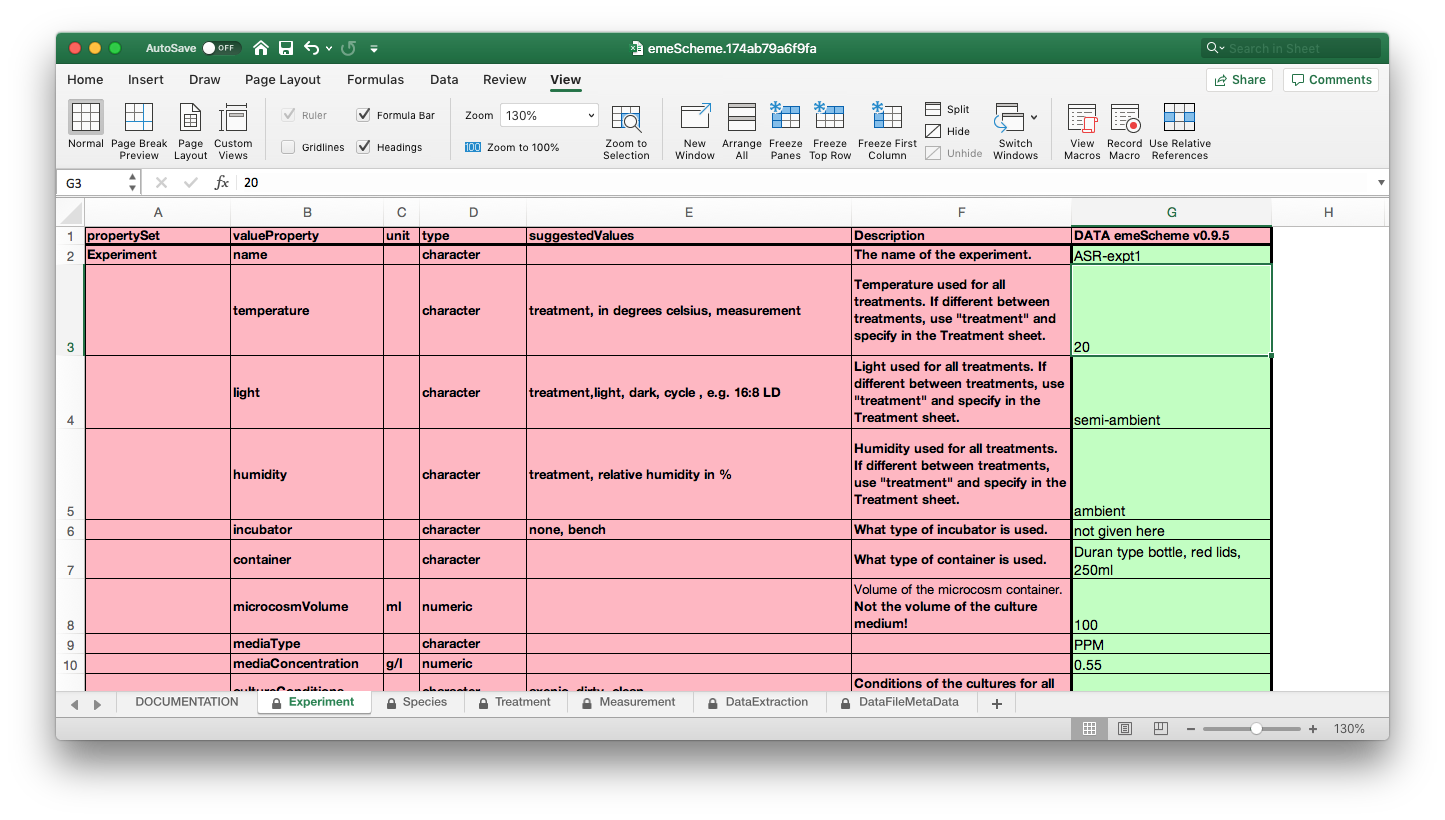 AutoSave OFF
emeScheme.174ab79a6f9fa
Search in Sheet
Home Insert Draw Page Layout Formulas Data Review View
Share Comments
Normal
Page Break
Preview
Page
Layout
Custom
Views
Ruler
Gridlines
Formula Bar
Headings
Zoom 130%
100 Zoom to 100%
Zoom to
Selection
New
Window
Arrange
All
Freeze
Panes
Freeze
Top Row
Freeze First
Column
Split
Hide
Unhide
Switch
Windows
View
Macros
Record
Macro
Use Relative
References
G3 fx 20
A B C D E F G H
1 propertySet valueProperty unit type suggestedValues Description DATA emeScheme v0.9.5
2 Experiment name character The name of the experiment. ASR-expt1
3 temperature character treatment, in degrees celsius, measurement
Temperature used for all
treatments. If different between
treatments, use "treatment" and
specify in the Treatment sheet.
20
4 light character treatment,light, dark, cycle , e.g. 16:8 LD
Light used for all treatments. If
different between treatments, use
"treatment" and specify in the
Treatment sheet.
semi-ambient
5 humidity character treatment, relative humidity in %
Humidity used for all treatments.
If different between treatments,
use "treatment" and specify in the
Treatment sheet.
ambient
6 incubator character none, bench What type of incubator is used. not given here
7 container character What type of container is used.
Duran type bottle, red lids,
250ml
8 microcosmVolume ml numeric
Volume of the microcosm container.
Not the volume of the culture
medium!
100
9 mediaType character PPM
10 mediaConcentration g/l numeric 0.55
cultureConditions character axenic, dirty, clean Conditions of the cultures for all
DOCUMENTATION Experiment Species Treatment Measurement DataExtraction DataFileMetaData
130%